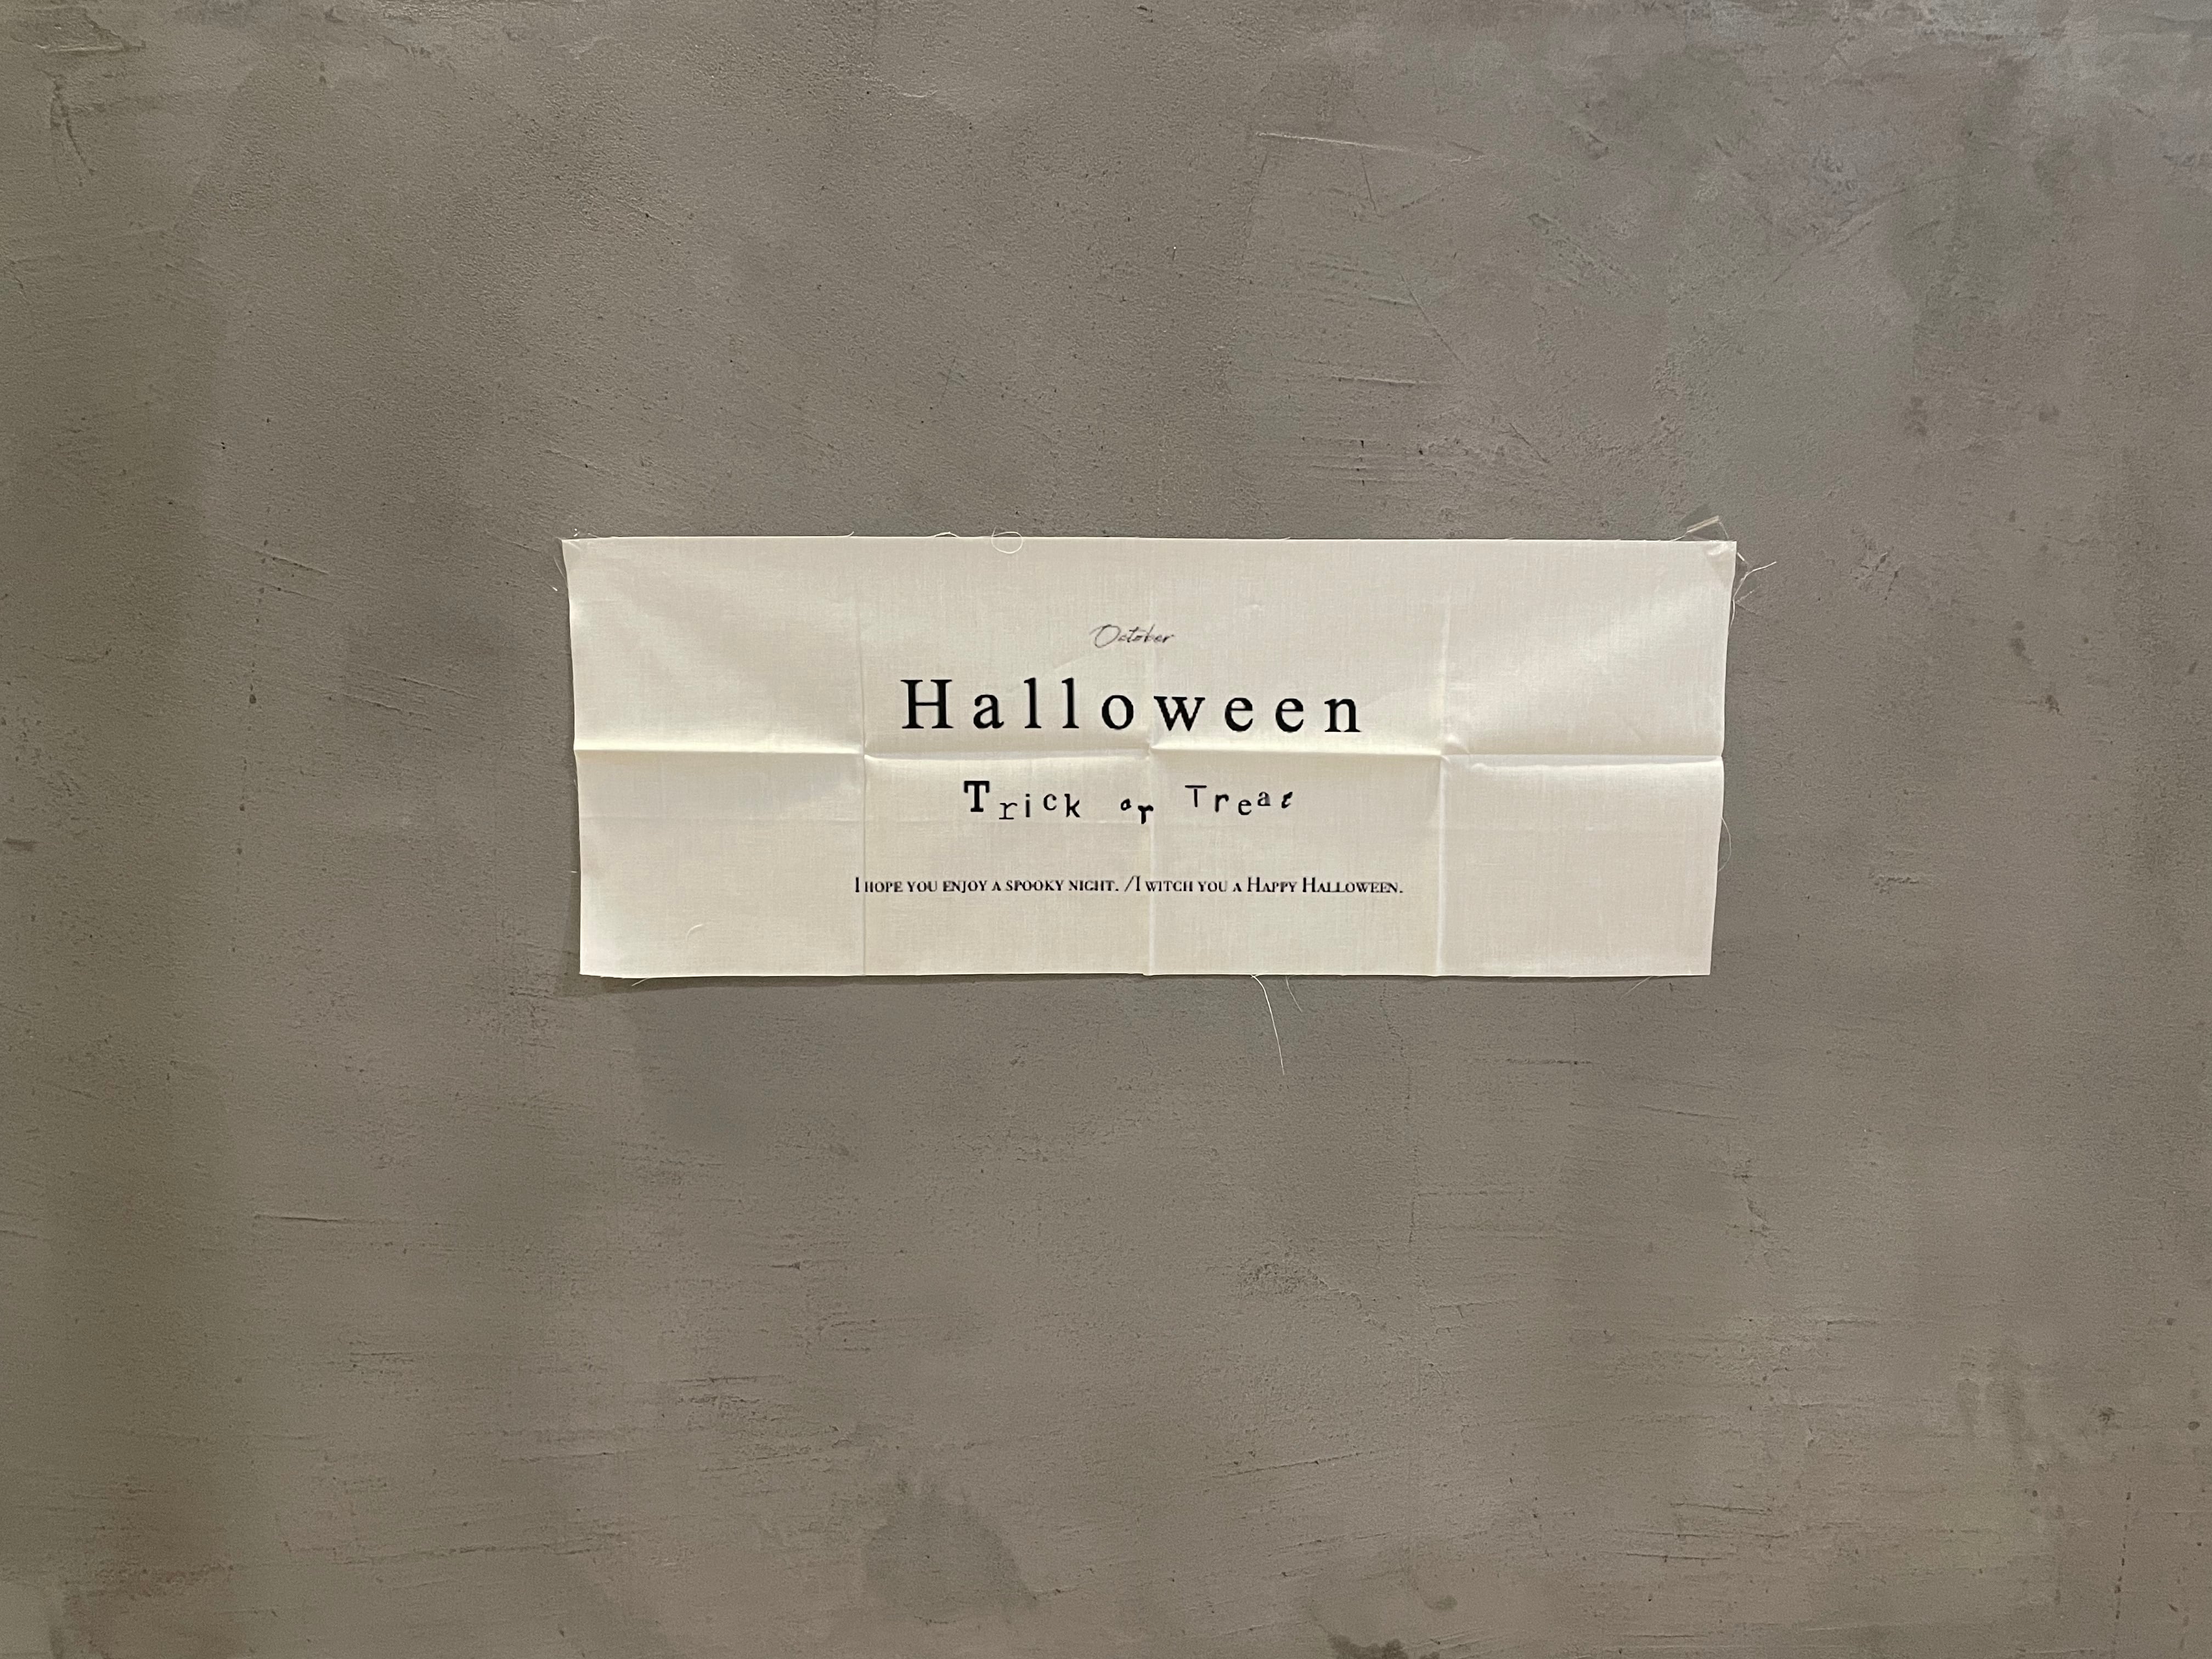 October
Halloween
Trick or Treat
I hope you enjoy a spooky night. /I witch you a Happy Halloween.